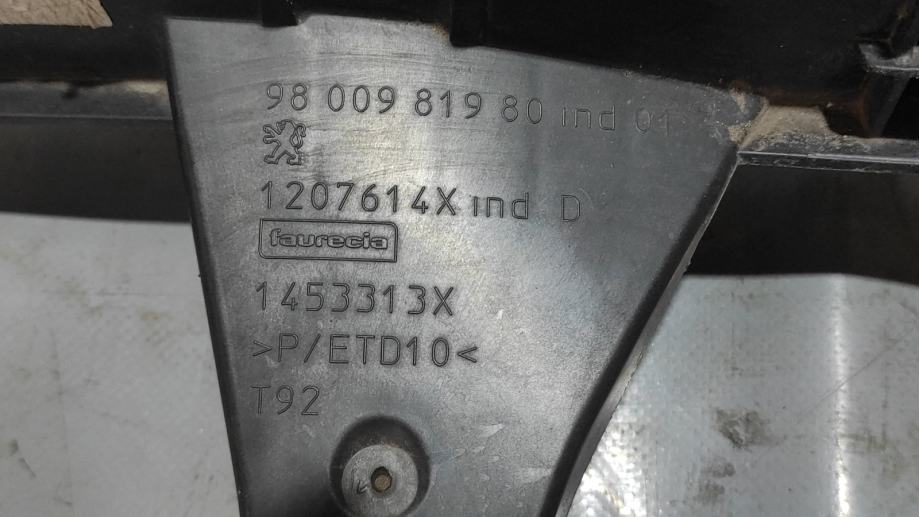 98 009 819 80 ind 01
1207614X ind D
faurecia
1453313X
>P/ETD10<
T92